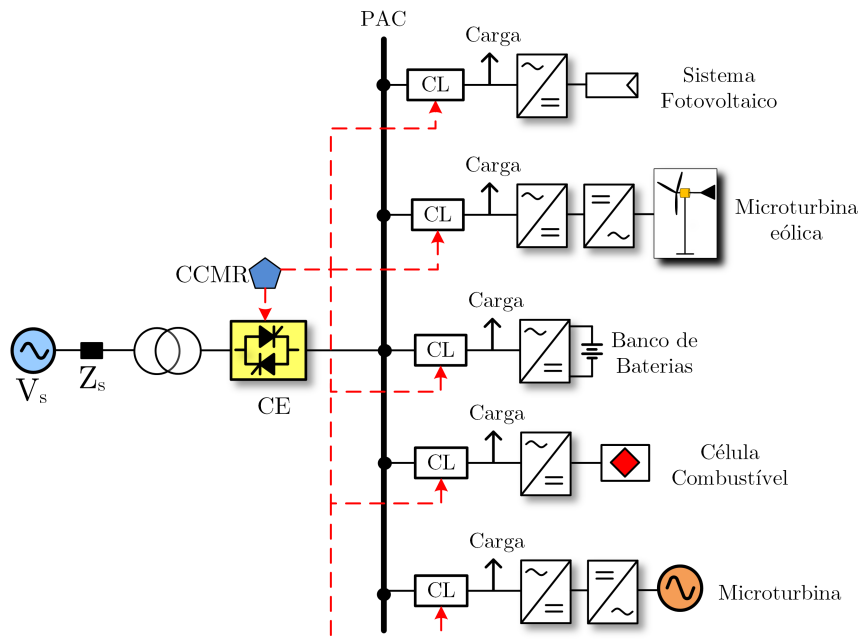 PAC
Carga
CL
Sistema
Fotovoltaico
Carga
CL
Microturbina
eólica
CCMR
Carga
CL
Banco de
Baterias
Vs
Zs
CE
Carga
CL
Célula
Combustível
Carga
CL
Microturbina